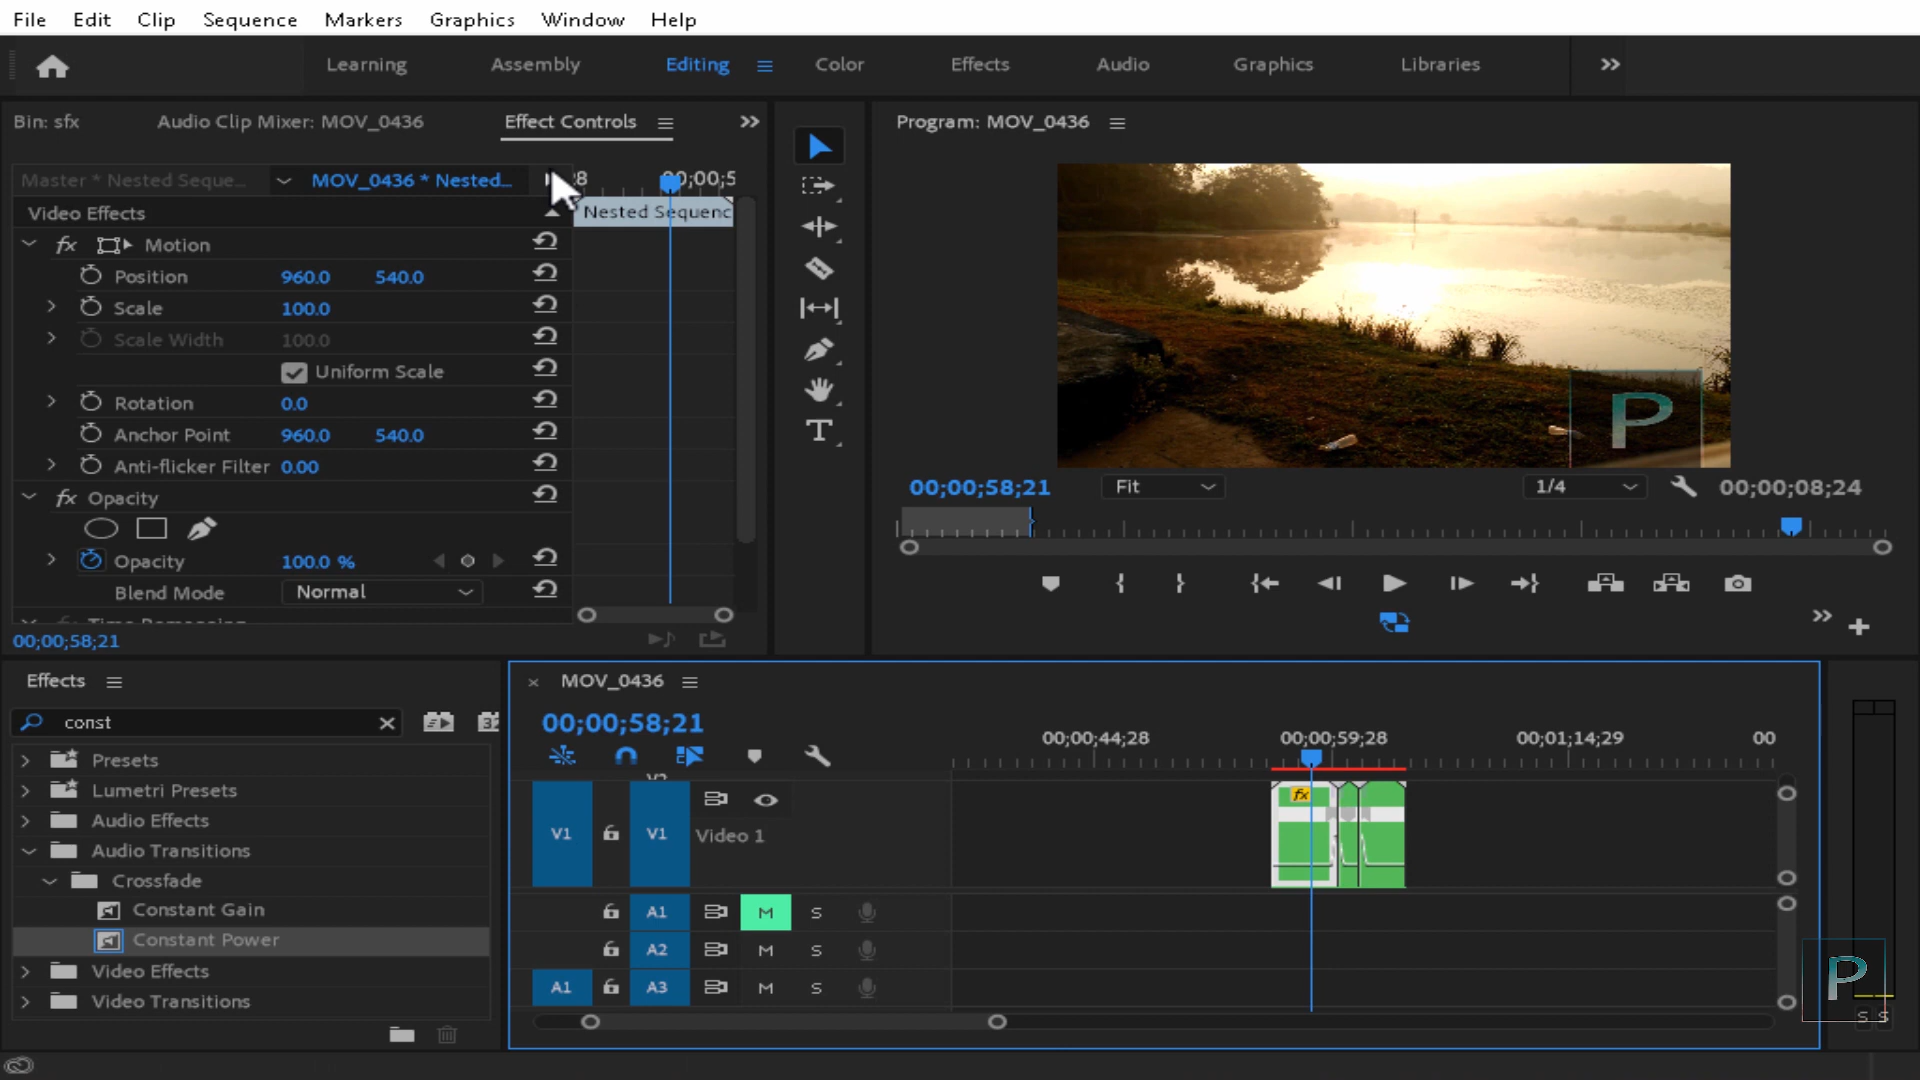 File Edit Clip Sequence Markers Graphics Window Help
Learning Assembly Editing Color Effects Audio Graphics Libraries
Bin: sfx Audio Clip Mixer: MOV_0436 Effect Controls
Program: MOV_0436
Master * Nested Seque... MOV_0436 * Nested... 00;00;5
Video Effects
Nested Sequenc
Motion
Position 960.0 540.0
Scale 100.0
Scale Width 100.0
Uniform Scale
Rotation 0.0
Anchor Point 960.0 540.0
Anti-flicker Filter 0.00
fx Opacity
Opacity 100.0 %
Blend Mode Normal
00;00;58;21
P
00;00;58;21 Fit 1/4 00;00;08;24
Effects
const
Presets
Lumetri Presets
Audio Effects
Audio Transitions
Crossfade
Constant Gain
Constant Power
Video Effects
Video Transitions
MOV_0436
00;00;58;21
00;00;44;28 00;00;59;28 00;01;14;29 00
V1 V1 Video 1
fx
A1 M S
A2 M S
A1 A3 M S
P
S S